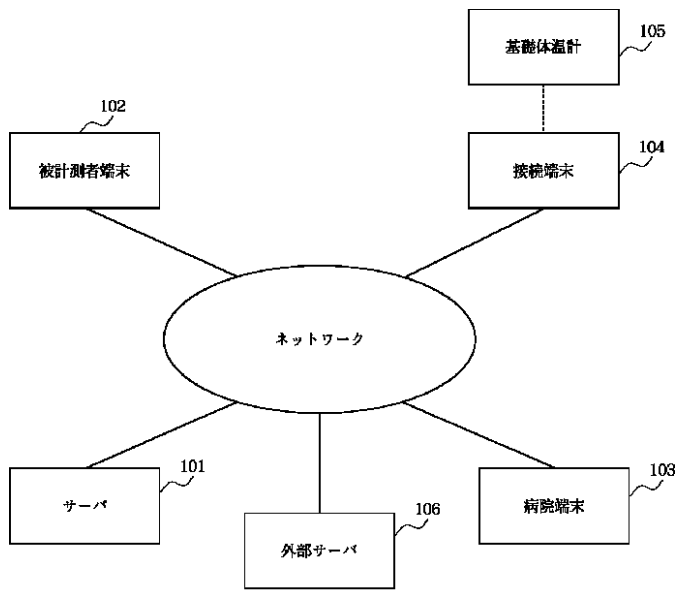 基礎体温計
105
102
被計測者端末
接続端末
104
ネットワーク
サーバ
101
外部サーバ
106
病院端末
103